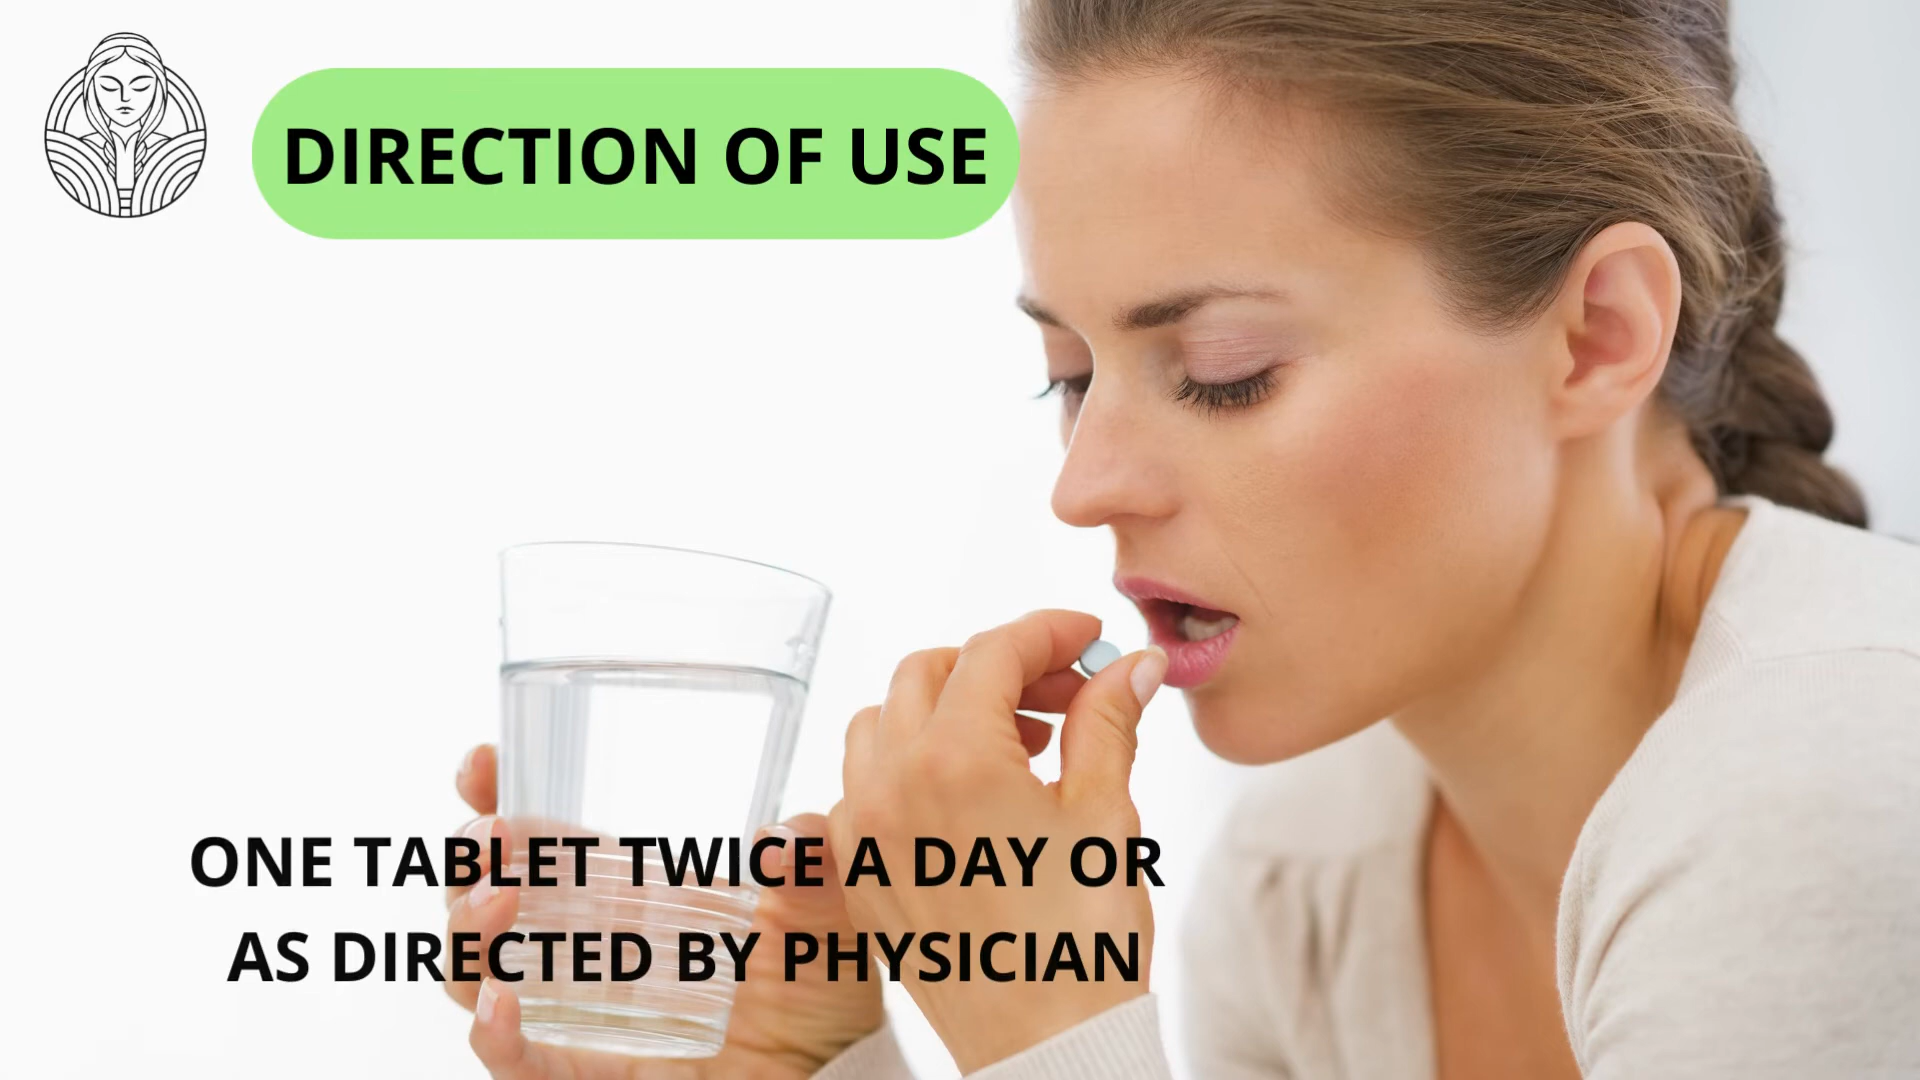 DIRECTION OF USE
ONE TABLET TWICE A DAY OR
AS DIRECTED BY PHYSICIAN